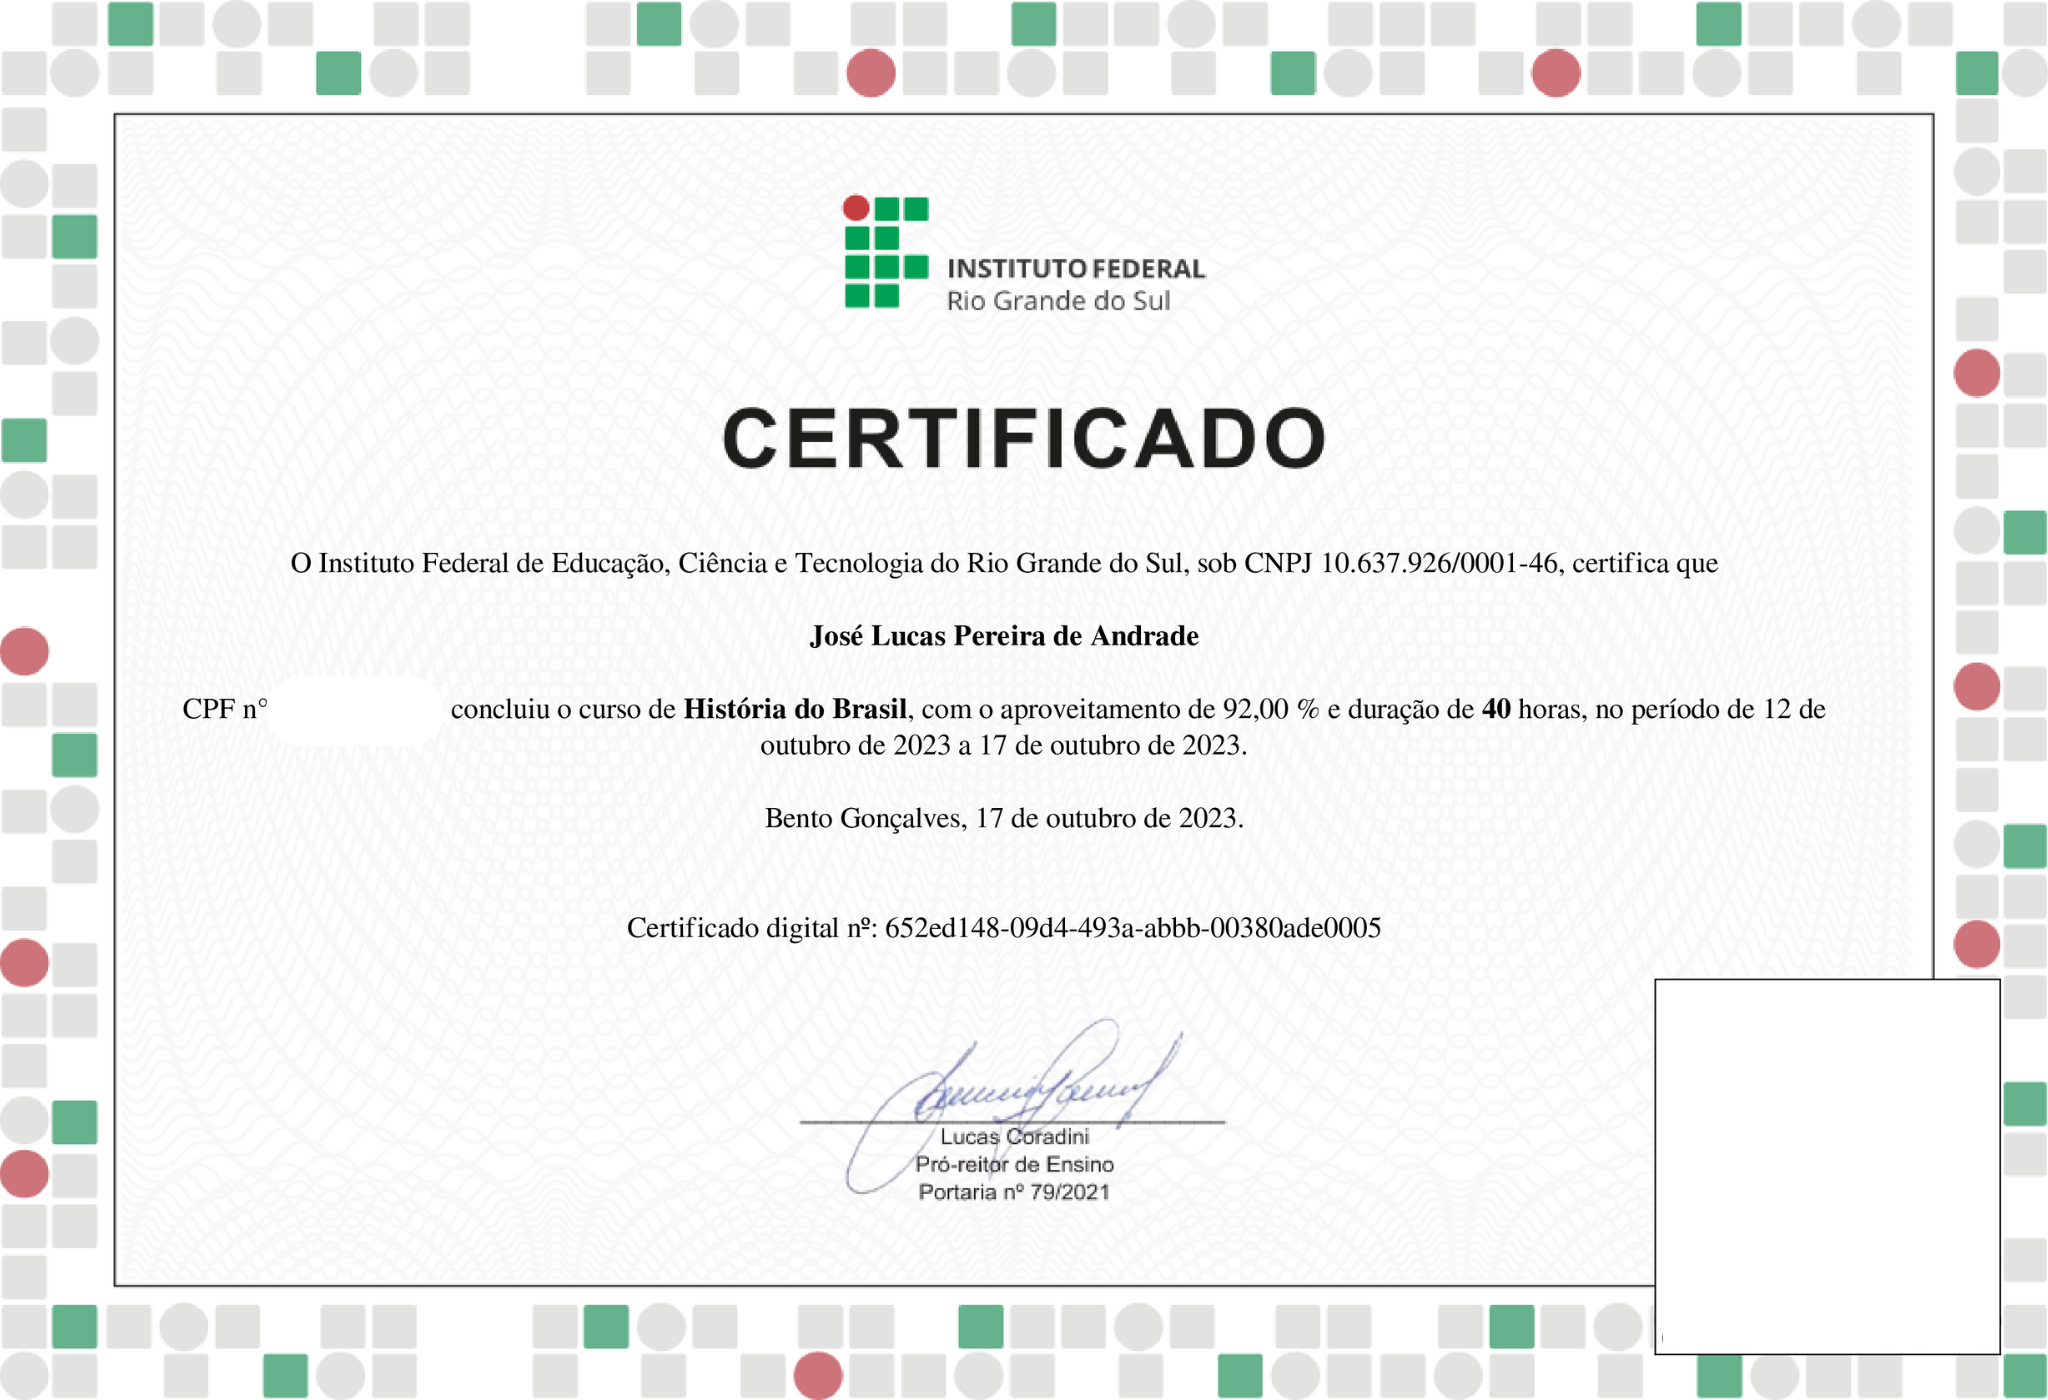 INSTITUTO FEDERAL
Rio Grande do Sul
CERTIFICADO
O Instituto Federal de Educação, Ciência e Tecnologia do Rio Grande do Sul, sob CNPJ 10.637.926/0001-46, certifica que
José Lucas Pereira de Andrade
CPF n° concluiu o curso de História do Brasil, com o aproveitamento de 92,00 % e duração de 40 horas, no período de 12 de
outubro de 2023 a 17 de outubro de 2023.
Bento Gonçalves, 17 de outubro de 2023.
Certificado digital nº: 652ed148-09d4-493a-abbb-00380ade0005
Lucas Coradini
Pró-reitor de Ensino
Portaria nº 79/2021